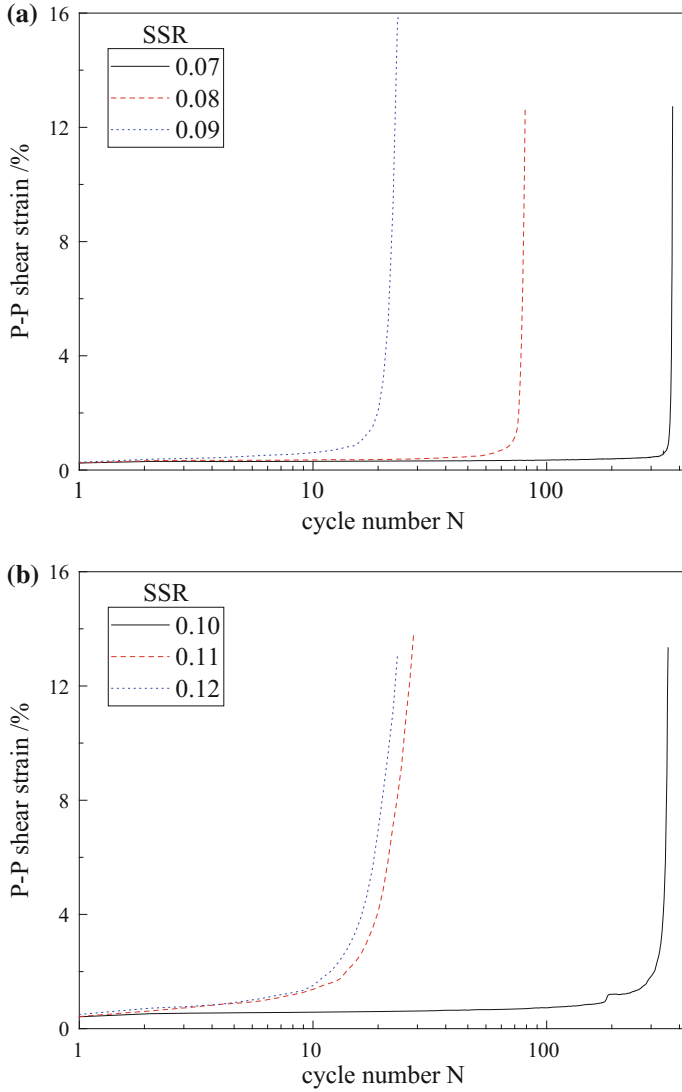 (a)
16
12
8
4
0
P-P shear strain /%
SSR
0.07
0.08
0.09
1
10
100
cycle number N
(b)
16
12
8
4
0
P-P shear strain /%
SSR
0.10
0.11
0.12
1
10
100
cycle number N